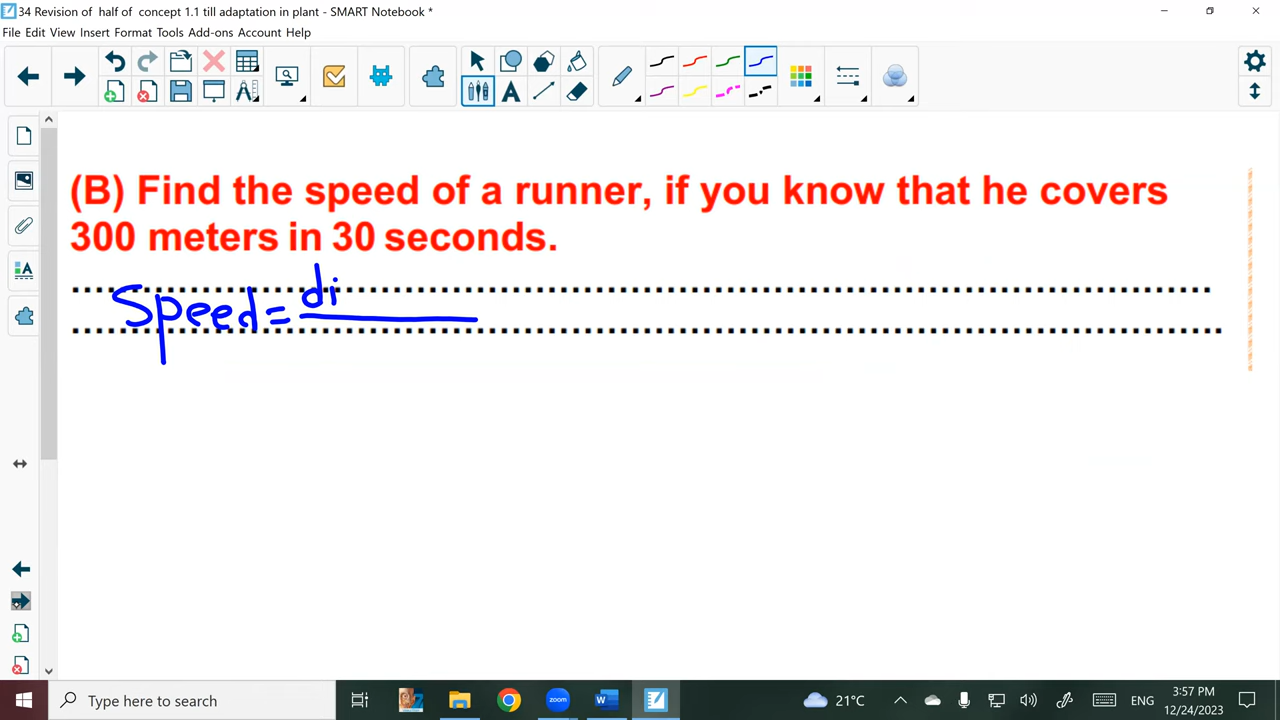 34 Revision of  half of  concept 1.1 till adaptation in plant - SMART Notebook *
File Edit View Insert Format Tools Add-ons Account Help
(B) Find the speed of a runner, if you know that he covers
300 meters in 30 seconds.
Speed= di
Type here to search
21°C
ENG
3:57 PM
12/24/2023